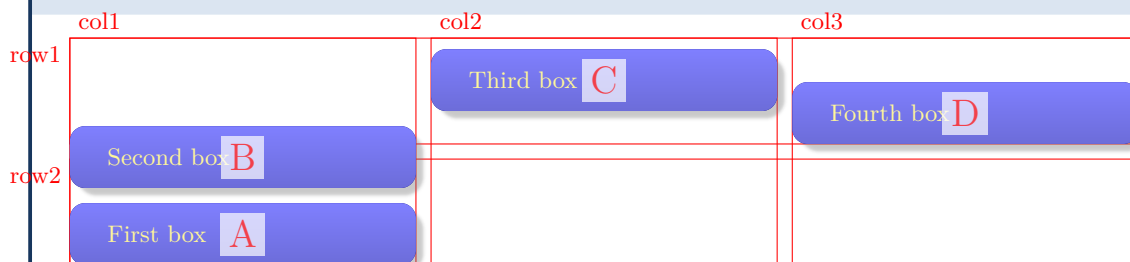 col1 col2 col3
row1
Third box C
Fourth box D
Second box B
row2
First box A